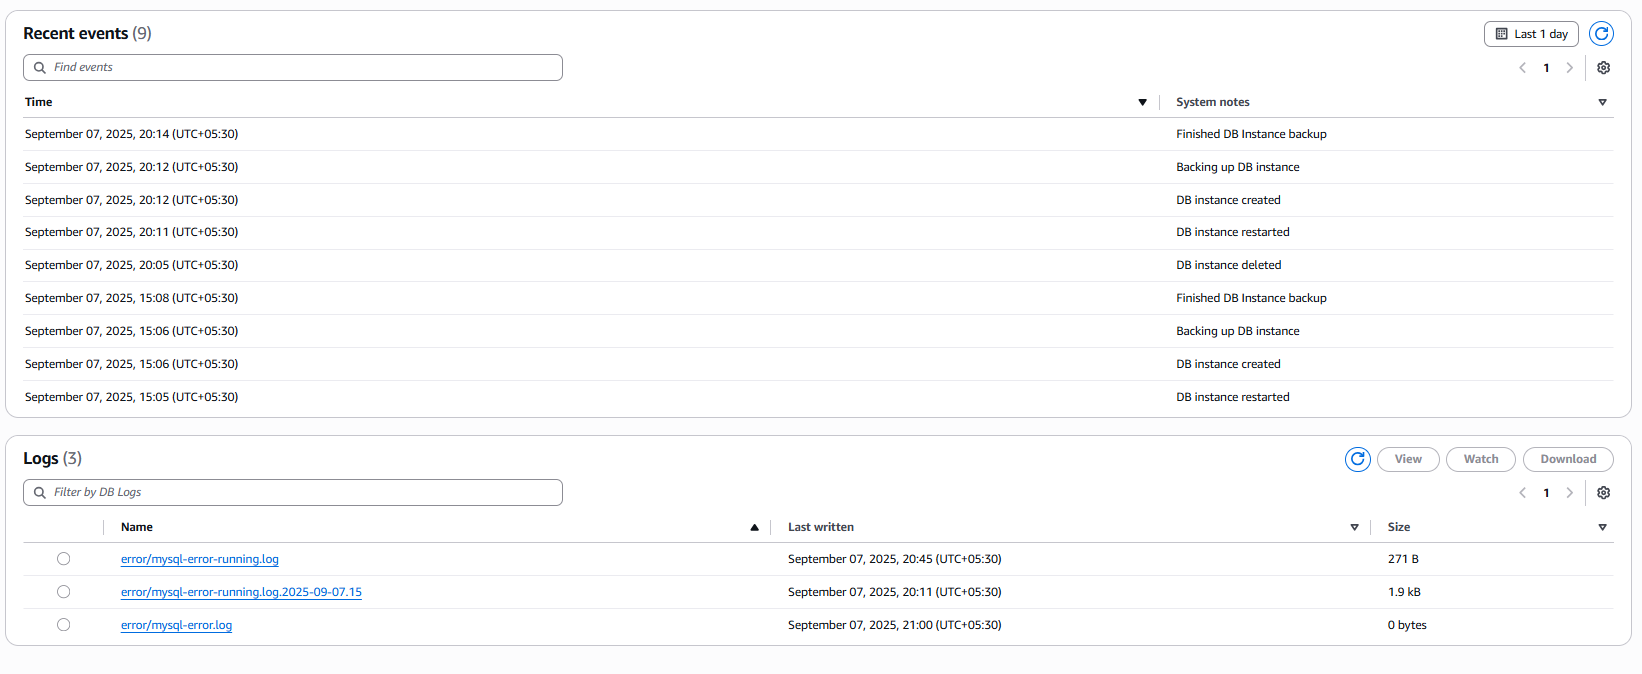 Recent events (9)
Last 1 day
Find events
1
Time System notes
September 07, 2025, 20:14 (UTC+05:30) Finished DB Instance backup
September 07, 2025, 20:12 (UTC+05:30) Backing up DB instance
September 07, 2025, 20:12 (UTC+05:30) DB instance created
September 07, 2025, 20:11 (UTC+05:30) DB instance restarted
September 07, 2025, 20:05 (UTC+05:30) DB instance deleted
September 07, 2025, 15:08 (UTC+05:30) Finished DB Instance backup
September 07, 2025, 15:06 (UTC+05:30) Backing up DB instance
September 07, 2025, 15:06 (UTC+05:30) DB instance created
September 07, 2025, 15:05 (UTC+05:30) DB instance restarted
Logs (3)
View Watch Download
Filter by DB Logs
1
Name Last written Size
error/mysql-error-running.log September 07, 2025, 20:45 (UTC+05:30) 271 B
error/mysql-error-running.log.2025-09-07.15 September 07, 2025, 20:11 (UTC+05:30) 1.9 kB
error/mysql-error.log September 07, 2025, 21:00 (UTC+05:30) 0 bytes